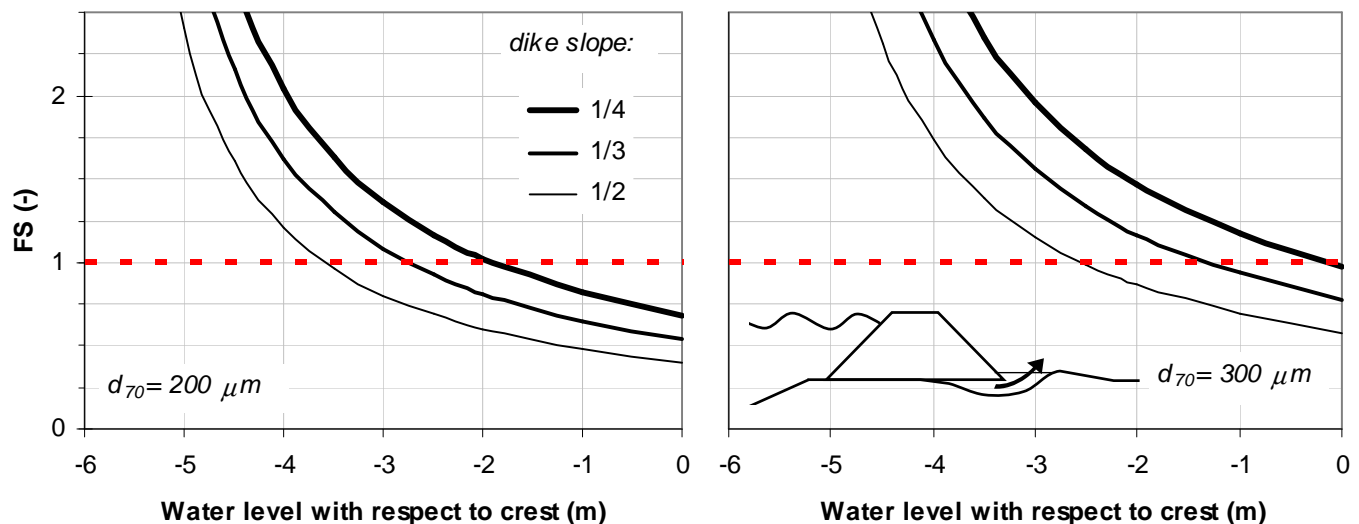 dike slope:
1/4
1/3
1/2
2
1
0
FS (-)
d70= 200 μm
d70= 300 μm
-6 -5 -4 -3 -2 -1 0
-6 -5 -4 -3 -2 -1 0
Water level with respect to crest (m)
Water level with respect to crest (m)